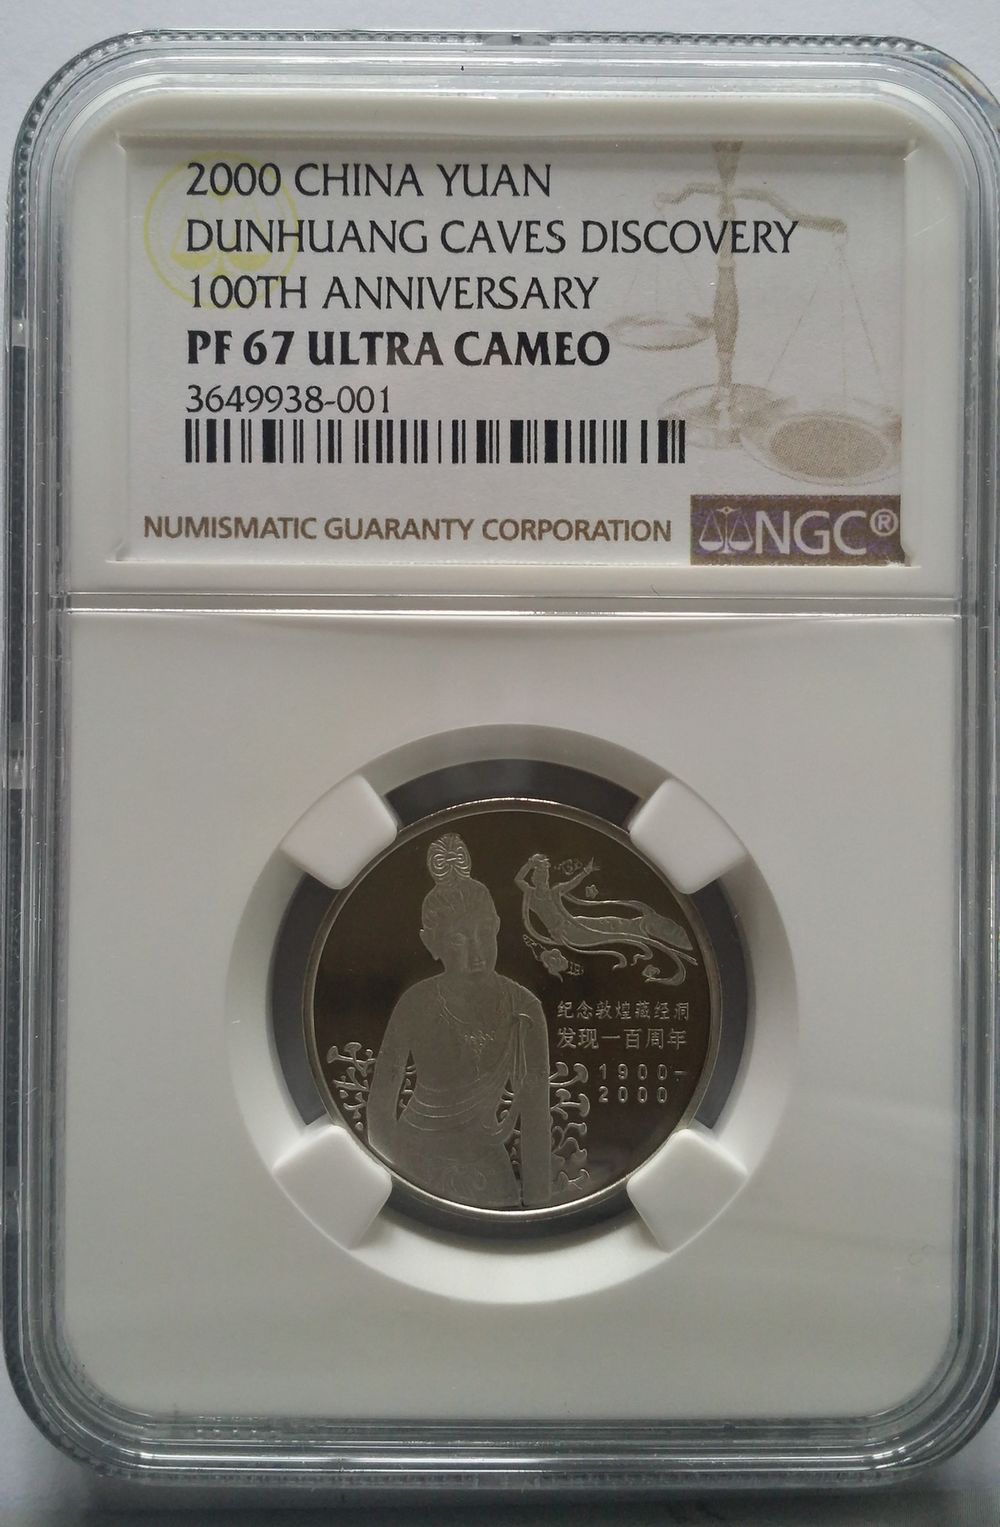 2000 CHINA YUAN
DUNHUANG CAVES DISCOVERY
100TH ANNIVERSARY
PF 67 ULTRA CAMEO
3649938-001
NUMISMATIC GUARANTY CORPORATION
NGC®
纪念敦煌藏经洞
发现一百周年
1900-
2000